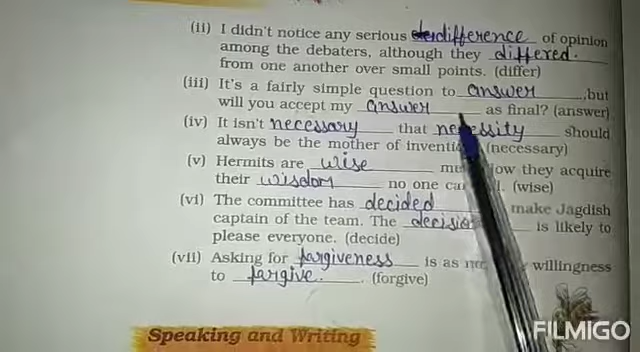 (ii) I didn't notice any serious difference of opinion
among the debaters, although they differed.
from one another over small points. (differ)
(iii) It's a fairly simple question to answer, but
will you accept my answer as final? (answer)
(iv) It isn't necessary that necessity should
always be the mother of (necessary)
(v) Hermits are wise they acquire
their wisdom no one (wise)
(vi) The committee has decided make Jagdish
captain of the team. The is likely to
please everyone. (decide)
(vii) Asking for forgiveness is as willingness
to forgive. (forgive)
Speaking and Writing
FILMIGO